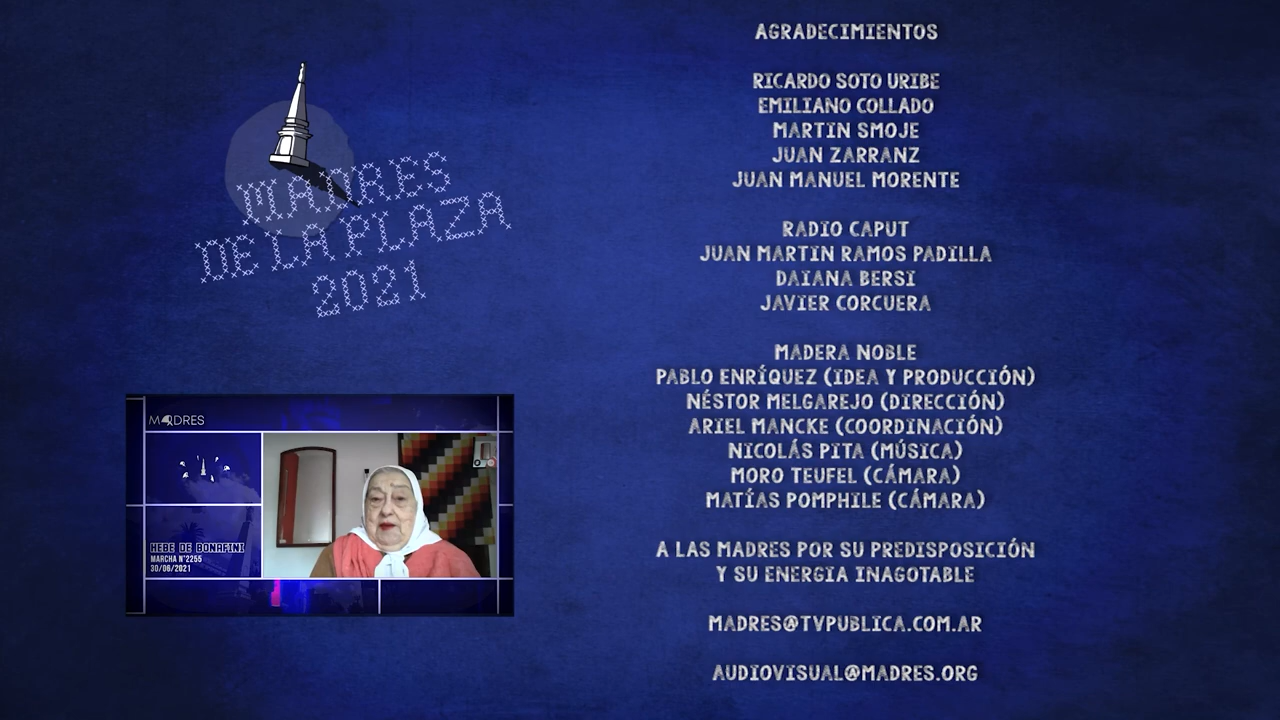 MADRES
DE LA PLAZA
2021
MADRES
HEBE DE BONAFINI
MARCHA N°2255
30/06/2021
AGRADECIMIENTOS
RICARDO SOTO URIBE
EMILIANO COLLADO
MARTIN SMOJE
JUAN ZARRANZ
JUAN MANUEL MORENTE
RADIO CAPUT
JUAN MARTIN RAMOS PADILLA
DAIANA BERSI
JAVIER CORCUERA
MADERA NOBLE
PABLO ENRÍQUEZ (IDEA Y PRODUCCIÓN)
NÉSTOR MELGAREJO (DIRECCIÓN)
ARIEL MANCKE (COORDINACIÓN)
NICOLÁS PITA (MÚSICA)
MORO TEUFEL (CÁMARA)
MATÍAS POMPHILE (CÁMARA)
A LAS MADRES POR SU PREDISPOSICIÓN
Y SU ENERGIA INAGOTABLE
MADRES@TVPUBLICA.COM.AR
AUDIOVISUAL@MADRES.ORG